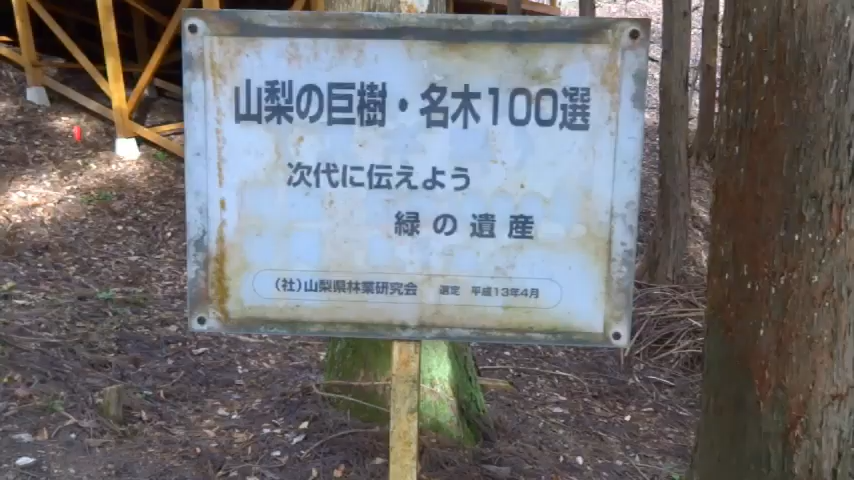 山梨の巨樹・名木100選
次代に伝えよう
緑の遺産
(社)山梨県林業研究会 選定 平成13年4月